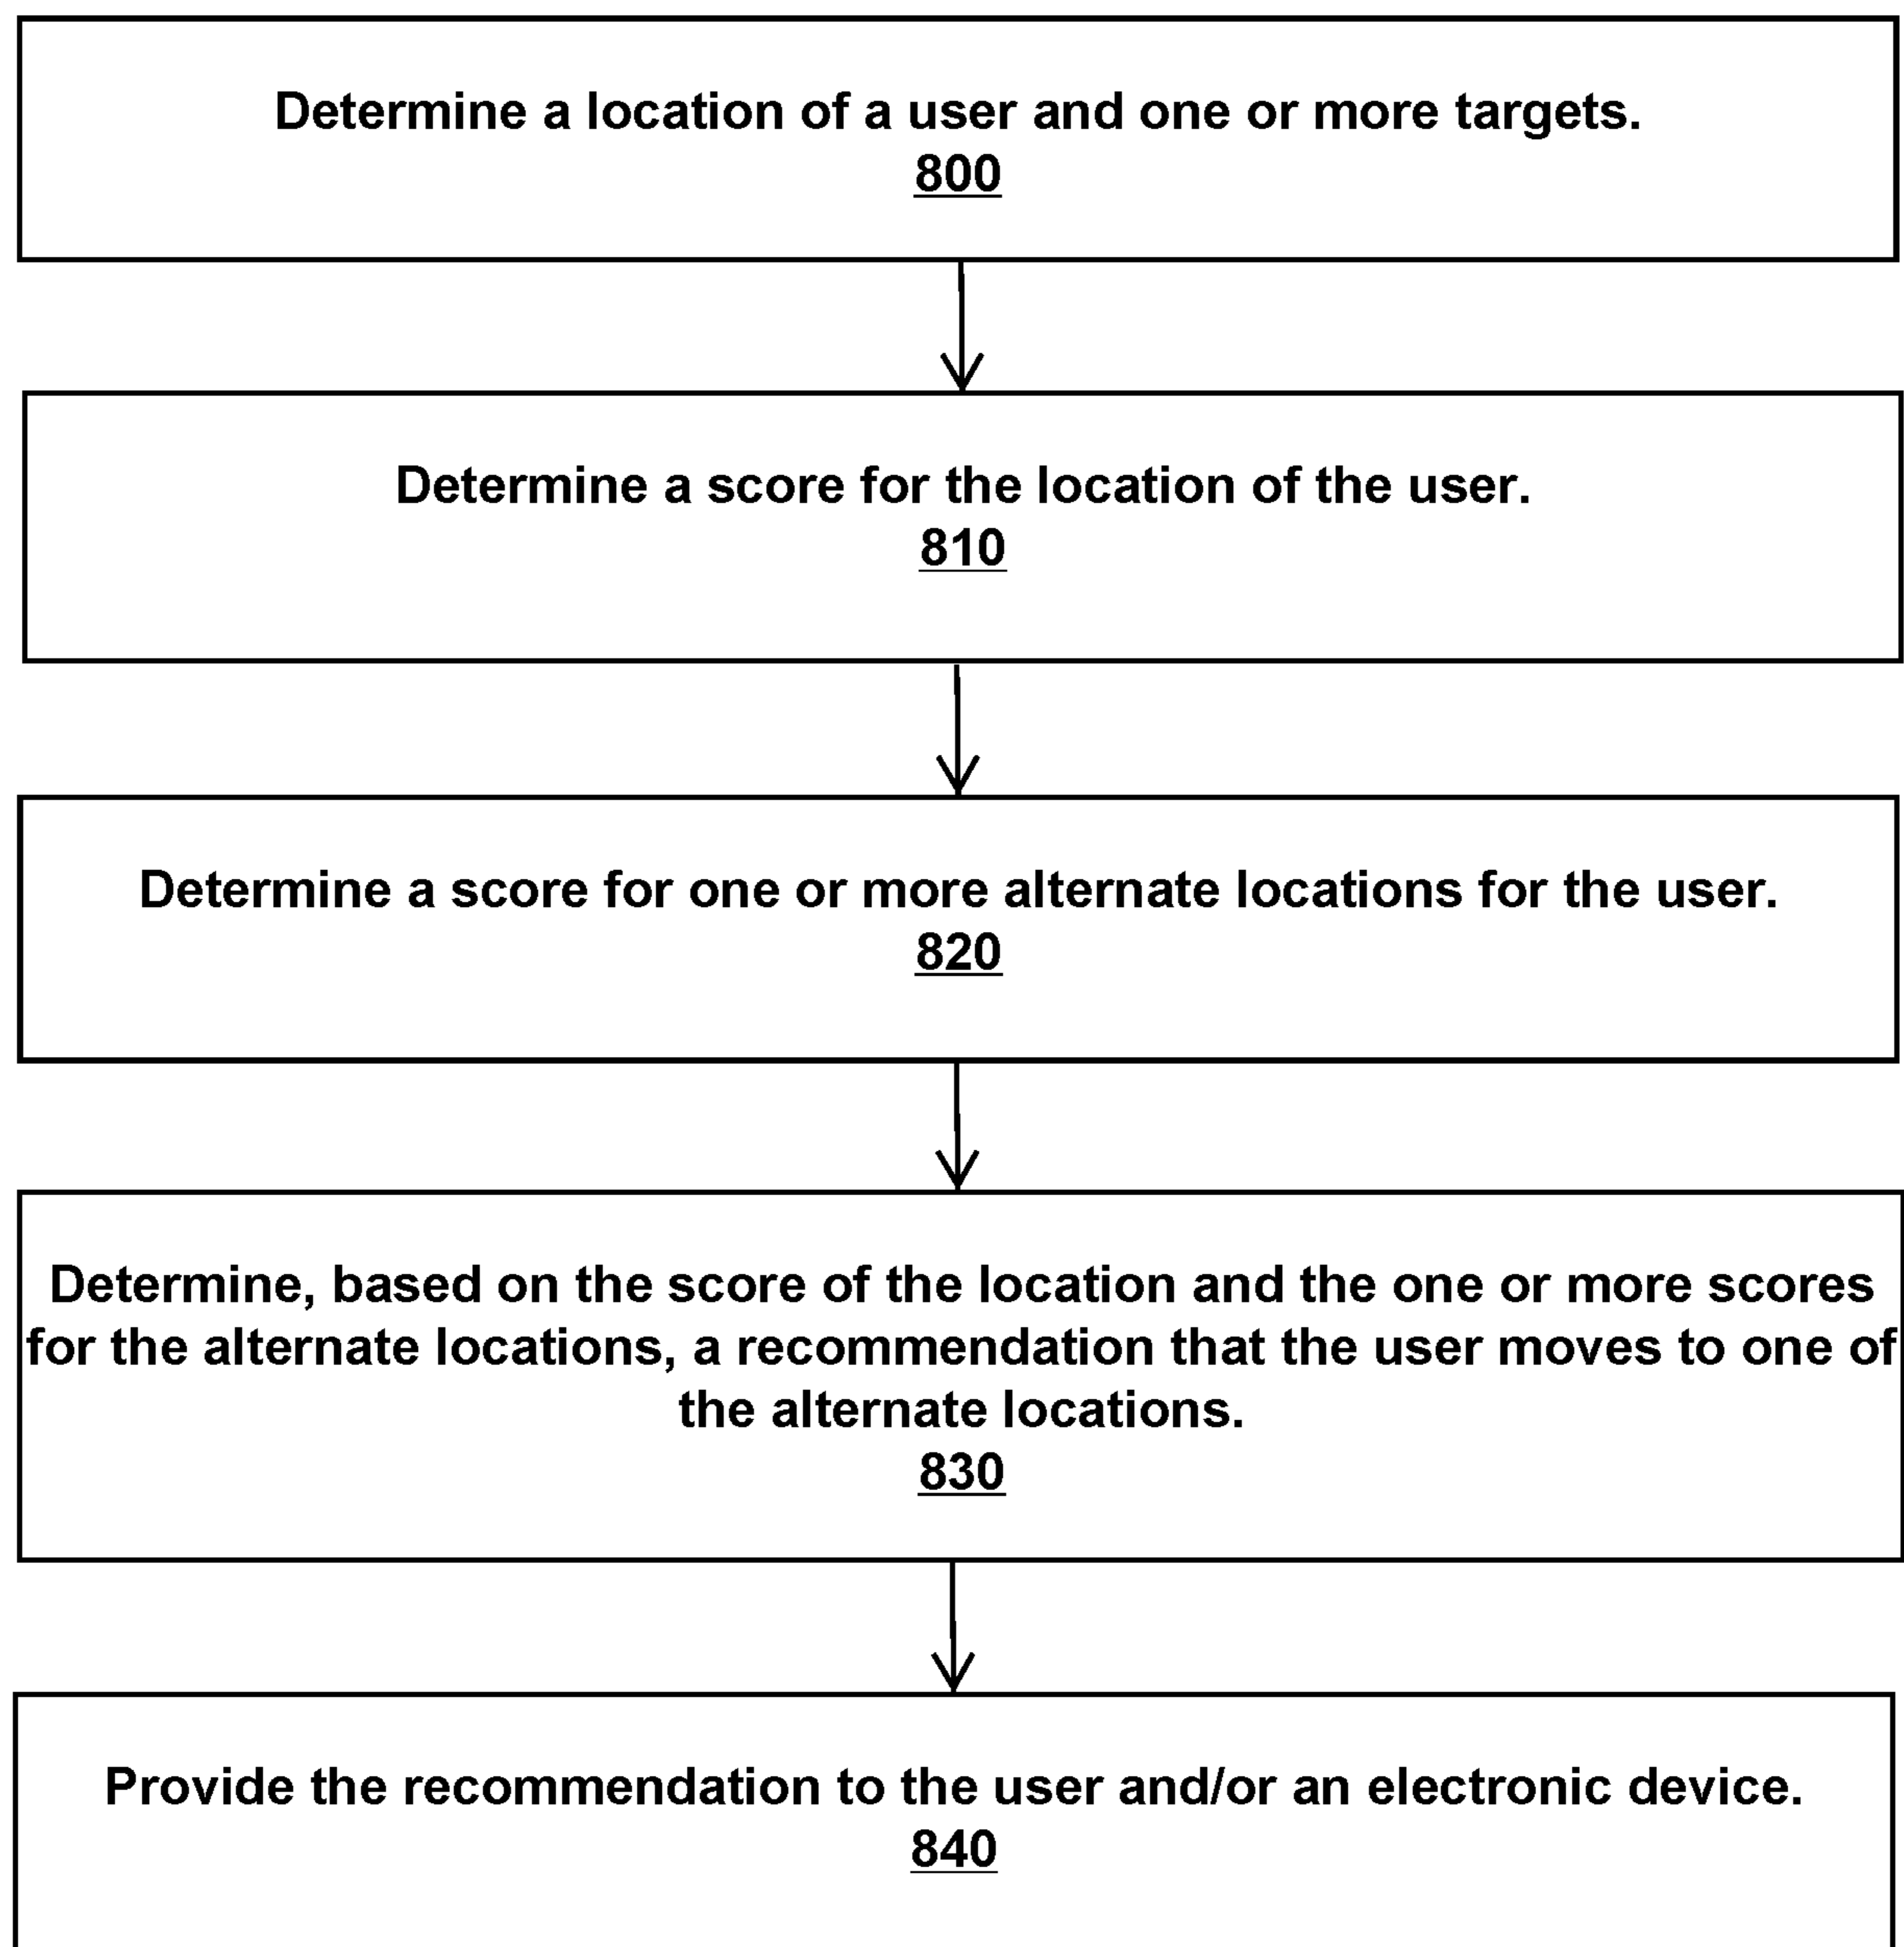 Determine a location of a user and one or more targets.
800
Determine a score for the location of the user.
810
Determine a score for one or more alternate locations for the user.
820
Determine, based on the score of the location and the one or more scores
for the alternate locations, a recommendation that the user moves to one of
the alternate locations.
830
Provide the recommendation to the user and/or an electronic device.
840